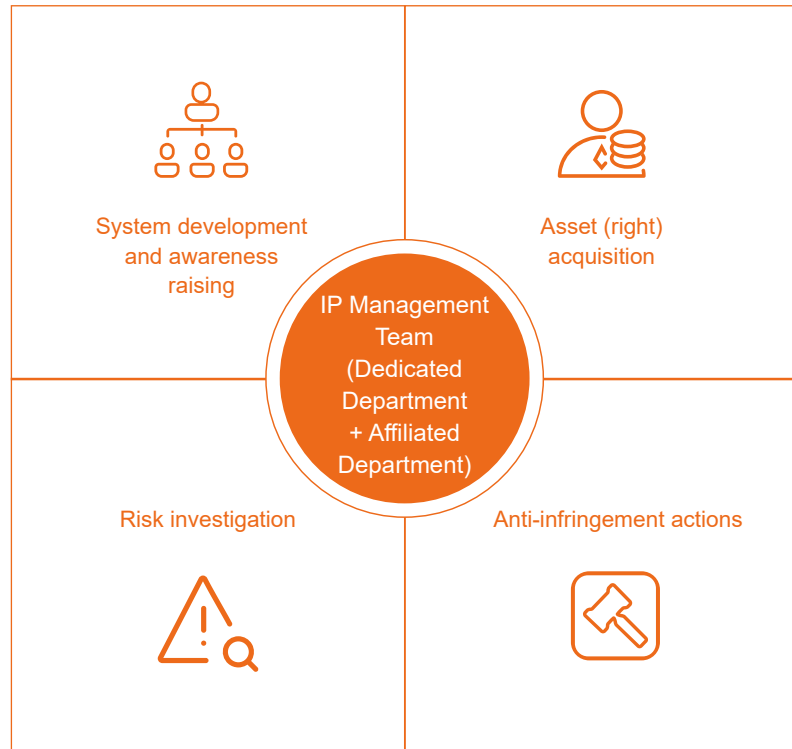 System development
and awareness
raising
Asset (right)
acquisition
IP Management
Team
(Dedicated
Department
+ Affiliated
Department)
Risk investigation
Anti-infringement actions